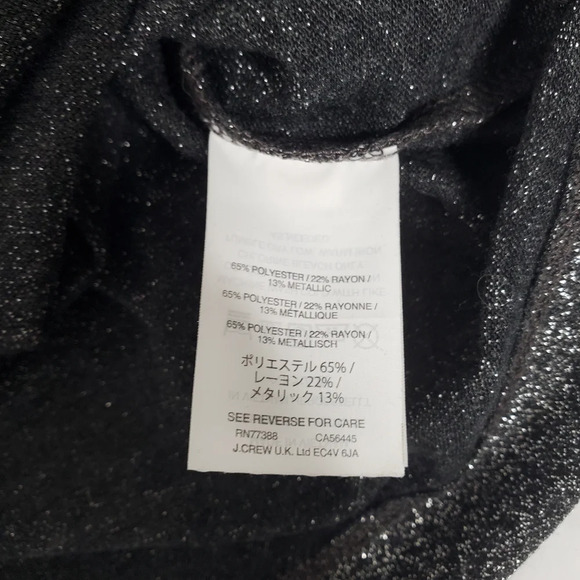 65% POLYESTER / 22% RAYON /
13% METALLIC
65% POLYESTER / 22% RAYONNE /
13% METALLIQUE
65% POLYESTER / 22% RAYON /
13% METALLISCH
ポリエステル 65% /
レーヨン 22% /
メタリック 13%
SEE REVERSE FOR CARE
RN77388 CA56445
J.CREW U.K. Ltd EC4V 6JA